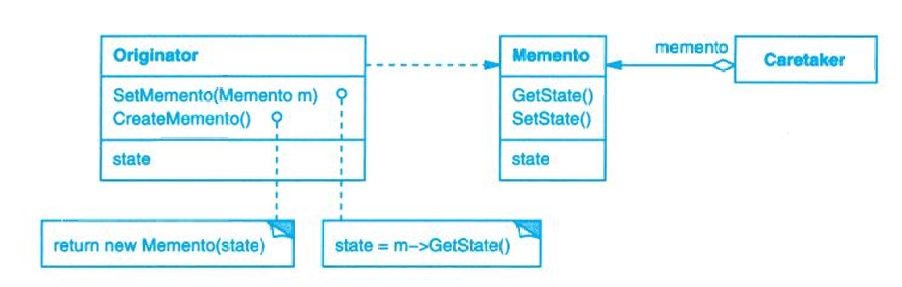 Originator
SetMemento(Memento m)
CreateMemento()
state
return new Memento(state)
state = m->GetState()
Memento
GetState()
SetState()
state
memento
Caretaker